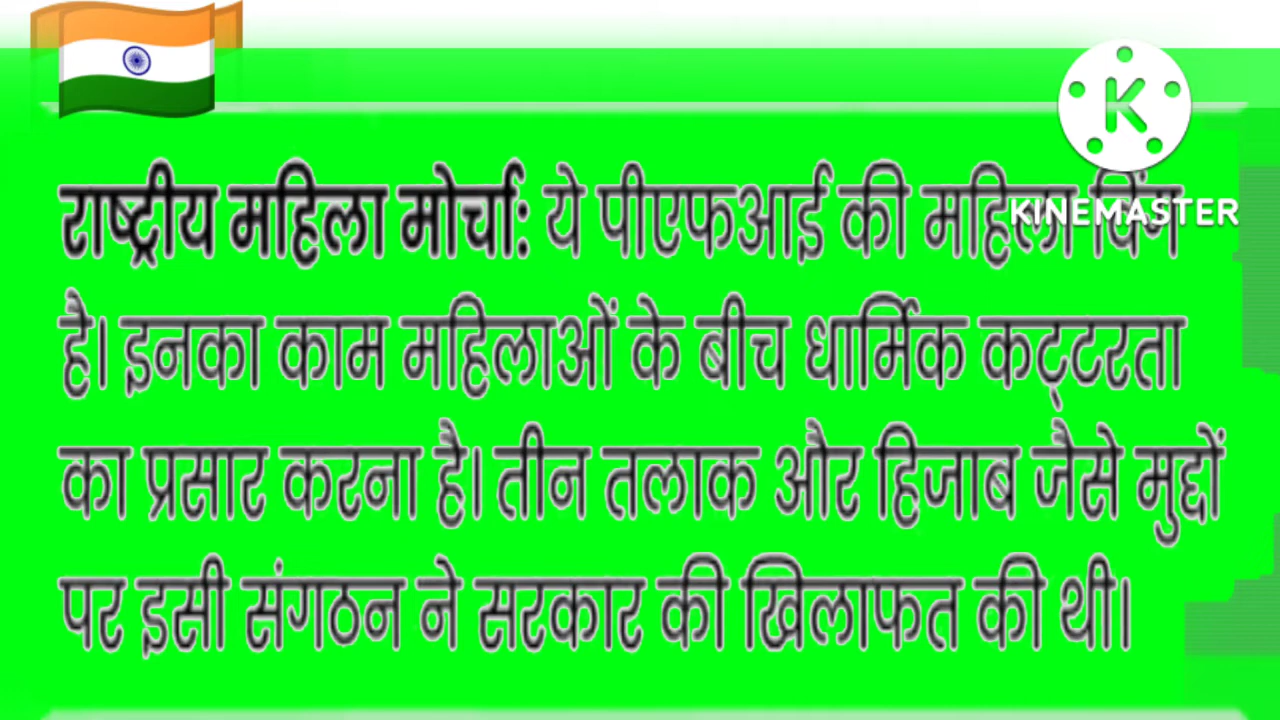 राष्ट्रीय महिला मोर्चा: ये पीएफआई की महिला विंग
है। इनका काम महिलाओं के बीच धार्मिक कट्टरता
का प्रसार करना है। तीन तलाक और हिजाब जैसे मुद्दों
पर इसी संगठन ने सरकार की खिलाफत की थी।
K
KINEMASTER